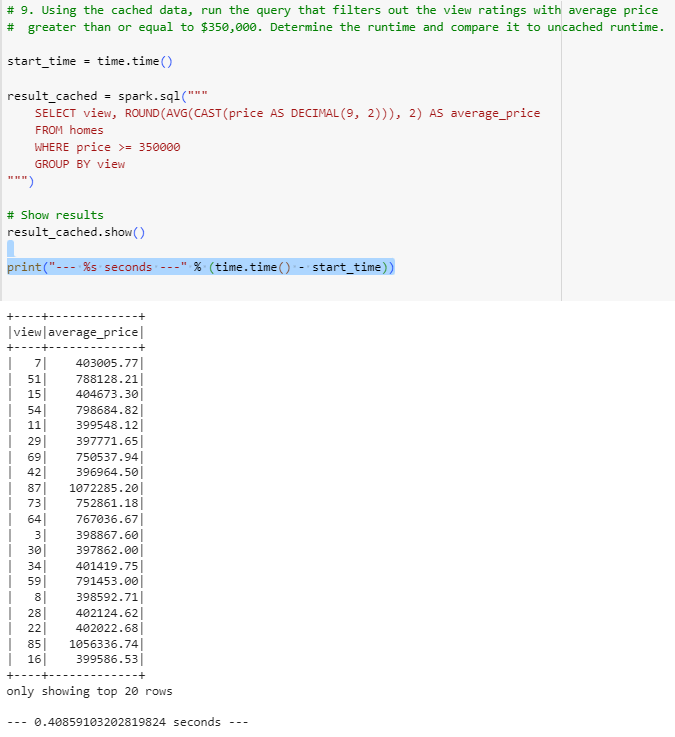 # 9. Using the cached data, run the query that filters out the view ratings with average price
#  greater than or equal to $350,000. Determine the runtime and compare it to uncached runtime.
start_time = time.time()
result_cached = spark.sql("""
    SELECT view, ROUND(AVG(CAST(price AS DECIMAL(9, 2))), 2) AS average_price
    FROM homes
    WHERE price >= 350000
    GROUP BY view
""")
# Show results
result_cached.show()
print("--- %s seconds ---" % (time.time() - start_time))
+----+-------------+
|view|average_price|
+----+-------------+
|   7|    403005.77|
|  51|    788128.21|
|  15|    404673.30|
|  54|    798684.82|
|  11|    399548.12|
|  29|    397771.65|
|  69|    750537.94|
|  42|    396964.50|
|  87|   1072285.20|
|  73|    752861.18|
|  64|    767036.67|
|   3|    398867.60|
|  30|    397862.00|
|  34|    401419.75|
|  59|    791453.00|
|   8|    398592.71|
|  28|    402124.62|
|  22|    402022.68|
|  85|   1056336.74|
|  16|    399586.53|
+----+-------------+
only showing top 20 rows
--- 0.40859103202819824 seconds ---